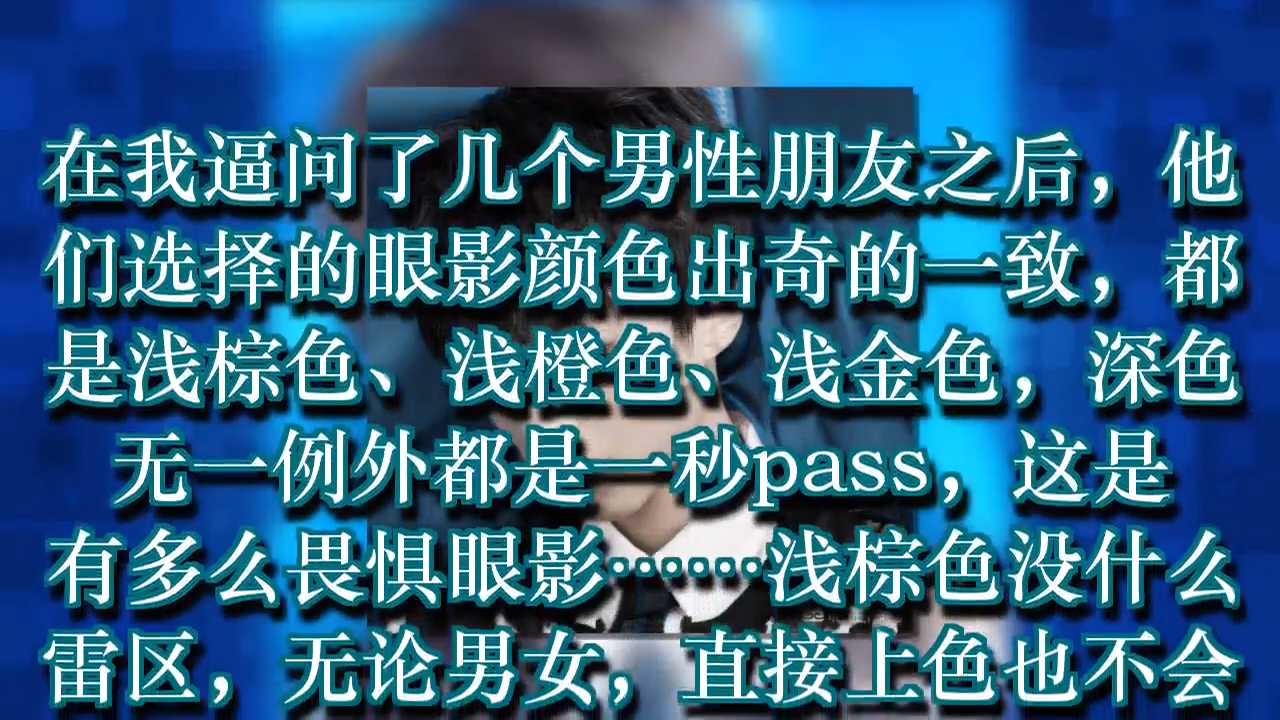 在我逼问了几个男性朋友之后，他
们选择的眼影颜色出奇的一致，都
是浅棕色、浅橙色、浅金色，深色
无一例外都是一秒pass，这是
有多么畏惧眼影……浅棕色没什么
雷区，无论男女，直接上色也不会